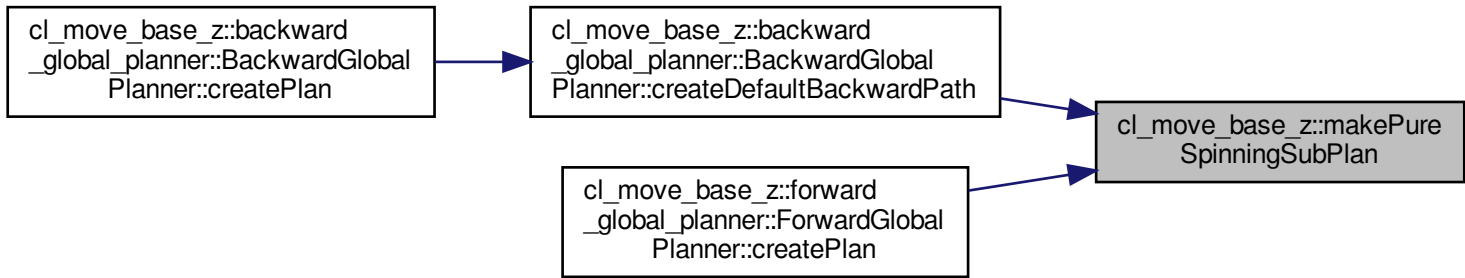 cl_move_base_z::backward
_global_planner::BackwardGlobal
Planner::createPlan
cl_move_base_z::backward
_global_planner::BackwardGlobal
Planner::createDefaultBackwardPath
cl_move_base_z::makePure
SpinningSubPlan
cl_move_base_z::forward
_global_planner::ForwardGlobal
Planner::createPlan